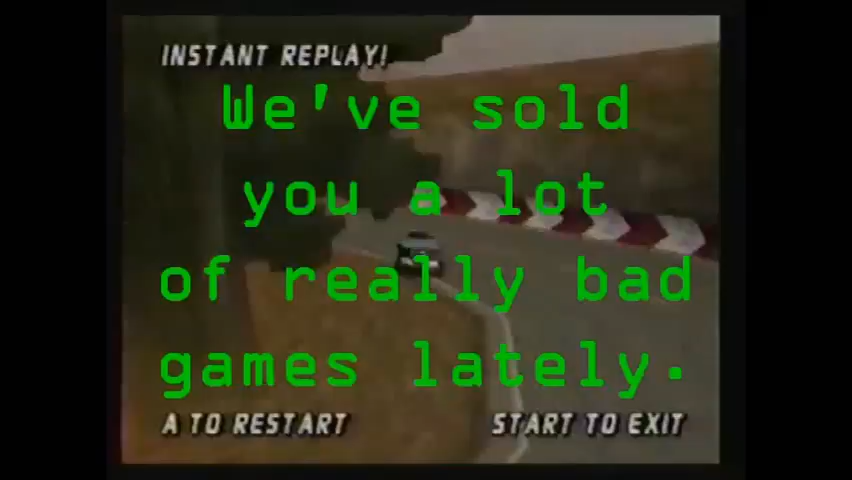 INSTANT REPLAY!
We've sold
you a lot
of really bad
games lately.
A TO RESTART
START TO EXIT